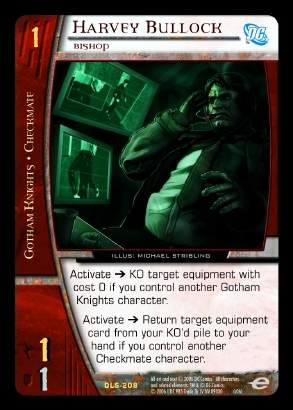 1
HARVEY BULLOCK
BISHOP
DC
GOTHAM KNIGHTS • CHECKMATE
ILLUS: MICHAEL STRIBLING
Activate ➔ KO target equipment with
cost 0 if you control another Gotham
Knights character.
Activate ➔ Return target equipment
card from your KO'd pile to your
hand if you control another
Checkmate character.
1
1
DLS-208